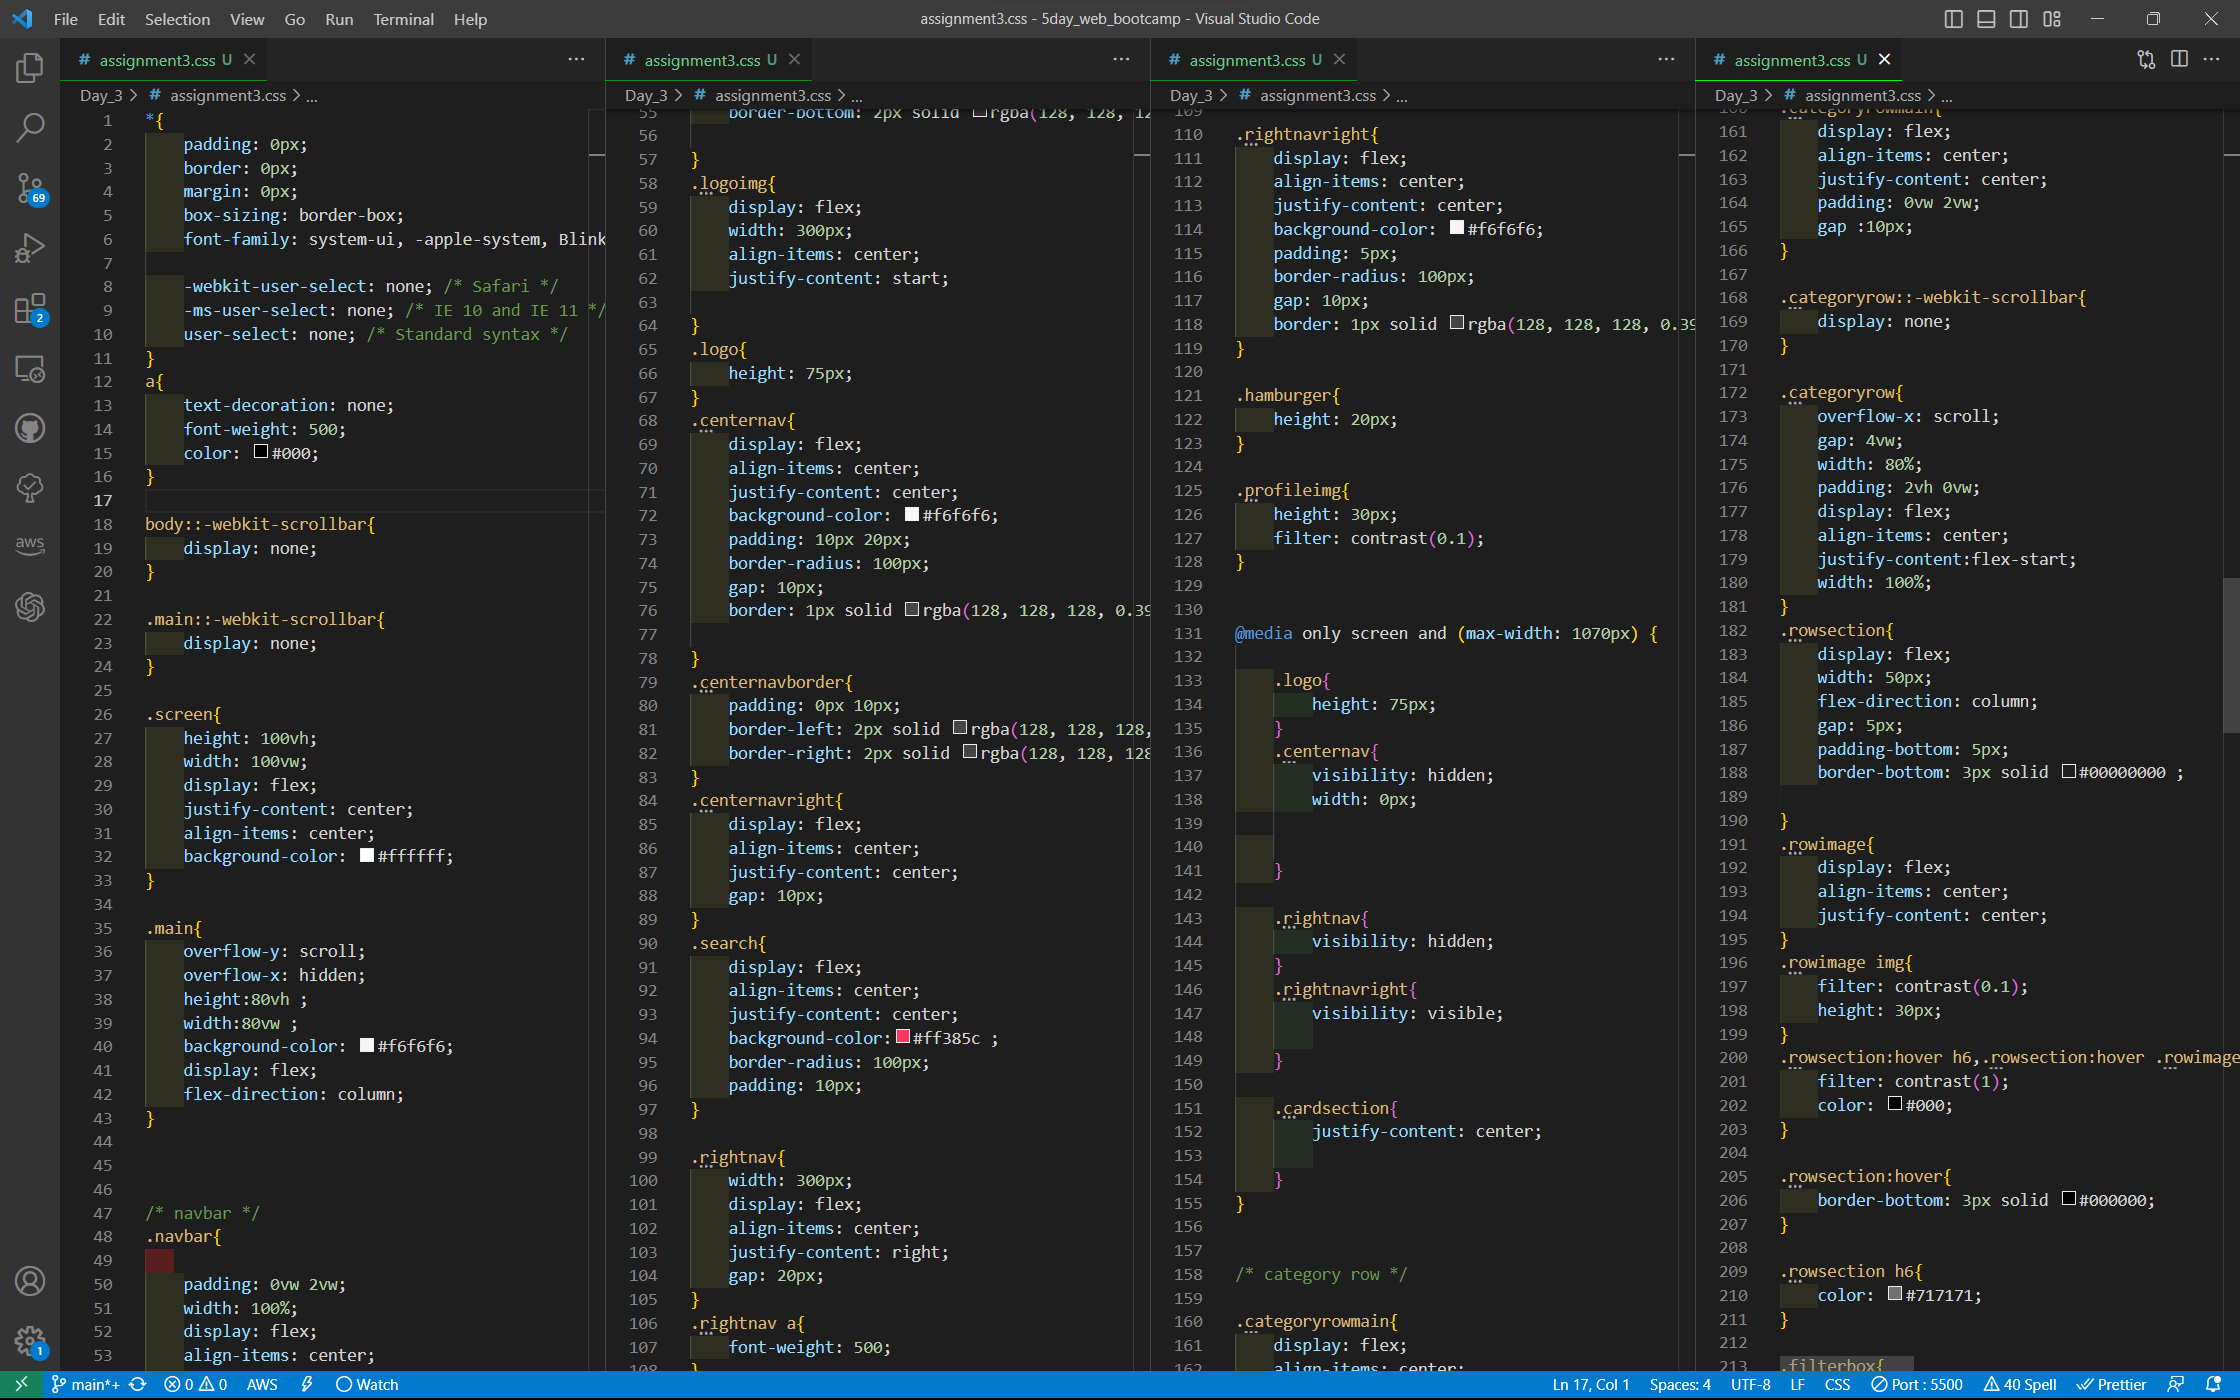 File Edit Selection View Go Run Terminal Help
assignment3.css - 5day_web_bootcamp - Visual Studio Code
# assignment3.css U
Day_3 > # assignment3.css > ...
1 *{
2 padding: 0px;
3 border: 0px;
4 margin: 0px;
5 box-sizing: border-box;
6 font-family: system-ui, -apple-system, Blink
7
8 -webkit-user-select: none; /* Safari */
9 -ms-user-select: none; /* IE 10 and IE 11 */
10 user-select: none; /* Standard syntax */
11 }
12 a{
13 text-decoration: none;
14 font-weight: 500;
15 color: #000;
16 }
17
18 body::-webkit-scrollbar{
19 display: none;
20 }
21
22 .main::-webkit-scrollbar{
23 display: none;
24 }
25
26 .screen{
27 height: 100vh;
28 width: 100vw;
29 display: flex;
30 justify-content: center;
31 align-items: center;
32 background-color: #ffffff;
33 }
34
35 .main{
36 overflow-y: scroll;
37 overflow-x: hidden;
38 height:80vh ;
39 width:80vw ;
40 background-color: #f6f6f6;
41 display: flex;
42 flex-direction: column;
43 }
44
45
46
47 /* navbar */
48 .navbar{
49
50 padding: 0vw 2vw;
51 width: 100%;
52 display: flex;
53 align-items: center;
# assignment3.css U
Day_3 > # assignment3.css > ...
55 border-bottom: 2px solid rgba(128, 128, 12
56
57 }
58 .logoimg{
59 display: flex;
60 width: 300px;
61 align-items: center;
62 justify-content: start;
63
64 }
65 .logo{
66 height: 75px;
67 }
68 .centernav{
69 display: flex;
70 align-items: center;
71 justify-content: center;
72 background-color: #f6f6f6;
73 padding: 10px 20px;
74 border-radius: 100px;
75 gap: 10px;
76 border: 1px solid rgba(128, 128, 128, 0.39
77
78 }
79 .centernavborder{
80 padding: 0px 10px;
81 border-left: 2px solid rgba(128, 128, 128,
82 border-right: 2px solid rgba(128, 128, 128
83 }
84 .centernavright{
85 display: flex;
86 align-items: center;
87 justify-content: center;
88 gap: 10px;
89 }
90 .search{
91 display: flex;
92 align-items: center;
93 justify-content: center;
94 background-color: #ff385c ;
95 border-radius: 100px;
96 padding: 10px;
97 }
98
99 .rightnav{
100 width: 300px;
101 display: flex;
102 align-items: center;
103 justify-content: right;
104 gap: 20px;
105 }
106 .rightnav a{
107 font-weight: 500;
108 }
# assignment3.css U
Day_3 > # assignment3.css > ...
109
110 .rightnavright{
111 display: flex;
112 align-items: center;
113 justify-content: center;
114 background-color: #f6f6f6;
115 padding: 5px;
116 border-radius: 100px;
117 gap: 10px;
118 border: 1px solid rgba(128, 128, 128, 0.39
119 }
120
121 .hamburger{
122 height: 20px;
123 }
124
125 .profileimg{
126 height: 30px;
127 filter: contrast(0.1);
128 }
129
130
131 @media only screen and (max-width: 1070px) {
132
133 .logo{
134 height: 75px;
135 }
136 .centernav{
137 visibility: hidden;
138 width: 0px;
139
140
141 }
142
143 .rightnav{
144 visibility: hidden;
145 }
146 .rightnavright{
147 visibility: visible;
148
149 }
150
151 .cardsection{
152 justify-content: center;
153
154 }
155 }
156
157
158 /* category row */
159
160 .categoryrowmain{
161 display: flex;
162 align-items: center;
# assignment3.css U
Day_3 > # assignment3.css > ...
160 .categoryrowmain{
161 display: flex;
162 align-items: center;
163 justify-content: center;
164 padding: 0vw 2vw;
165 gap :10px;
166 }
167
168 .categoryrow::-webkit-scrollbar{
169 display: none;
170 }
171
172 .categoryrow{
173 overflow-x: scroll;
174 gap: 4vw;
175 width: 80%;
176 padding: 2vh 0vw;
177 display: flex;
178 align-items: center;
179 justify-content:flex-start;
180 width: 100%;
181 }
182 .rowsection{
183 display: flex;
184 width: 50px;
185 flex-direction: column;
186 gap: 5px;
187 padding-bottom: 5px;
188 border-bottom: 3px solid #00000000 ;
189
190 }
191 .rowimage{
192 display: flex;
193 align-items: center;
194 justify-content: center;
195 }
196 .rowimage img{
197 filter: contrast(0.1);
198 height: 30px;
199 }
200 .rowsection:hover h6,.rowsection:hover .rowimage
201 filter: contrast(1);
202 color: #000;
203 }
204
205 .rowsection:hover{
206 border-bottom: 3px solid #000000;
207 }
208
209 .rowsection h6{
210 color: #717171;
211 }
212
213 .filterbox{
69
2
aws
1
main*+ 0 0 AWS Watch
Ln 17, Col 1 Spaces: 4 UTF-8 LF CSS Port : 5500 40 Spell Prettier